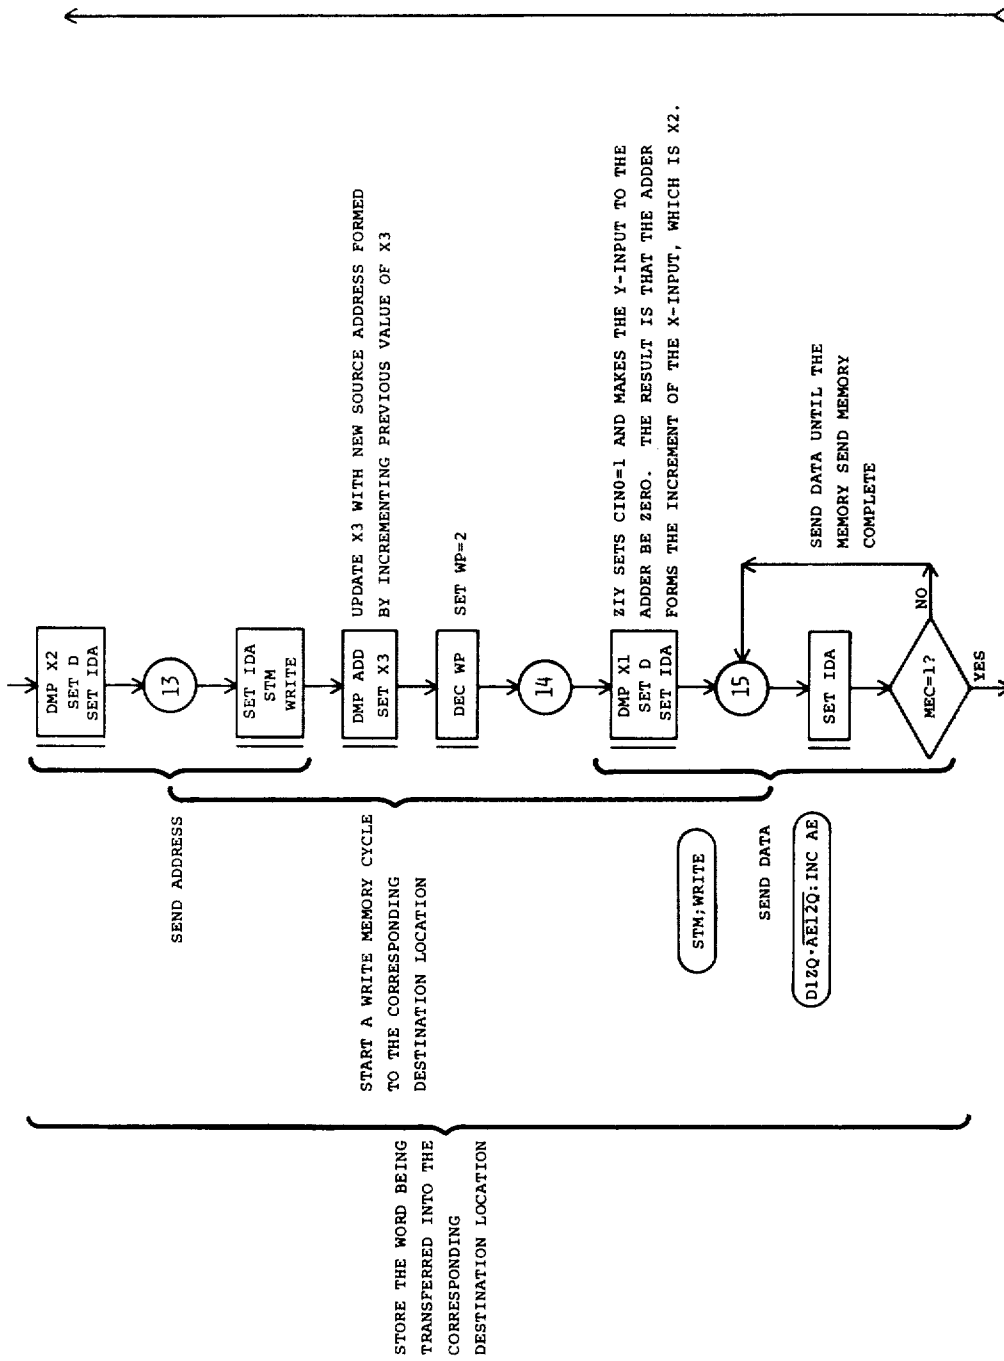 DMP X2
SET D
SET IDA
13
SET IDA
STM
WRITE
DMP ADD
SET X3
DEC WP
14
DMP X1
SET D
SET IDA
15
SET IDA
MEC=1?
NO
YES
UPDATE X3 WITH NEW SOURCE ADDRESS FORMED
BY INCREMENTING PREVIOUS VALUE OF X3
SET WP=2
ZIY SETS CIN0=1 AND MAKES THE Y-INPUT TO THE
ADDER BE ZERO. THE RESULT IS THAT THE ADDER
FORMS THE INCREMENT OF THE X-INPUT, WHICH IS X2.
SEND DATA UNTIL THE
MEMORY SEND MEMORY
COMPLETE
SEND ADDRESS
START A WRITE MEMORY CYCLE
TO THE CORRESPONDING
DESTINATION LOCATION
STM;WRITE
SEND DATA
D1ZQ·A̅E̅1̅2̅Q̅:INC AE
STORE THE WORD BEING
TRANSFERRED INTO THE
CORRESPONDING
DESTINATION LOCATION